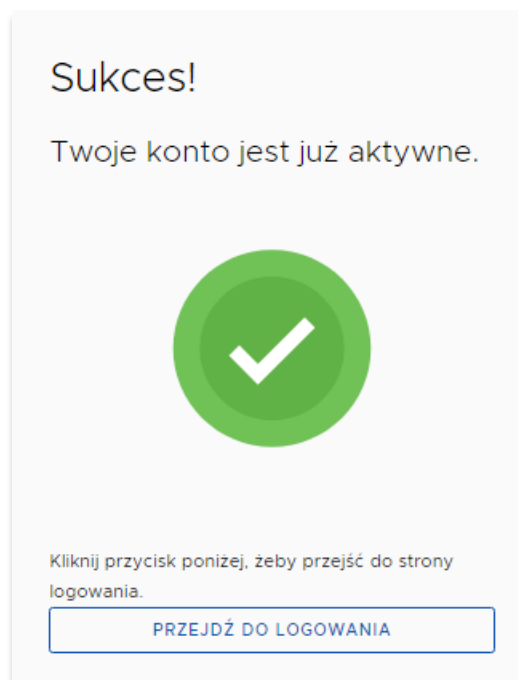 Sukces!
Twoje konto jest już aktywne.
Kliknij przycisk poniżej, żeby przejść do strony
logowania.
PRZEJDŹ DO LOGOWANIA